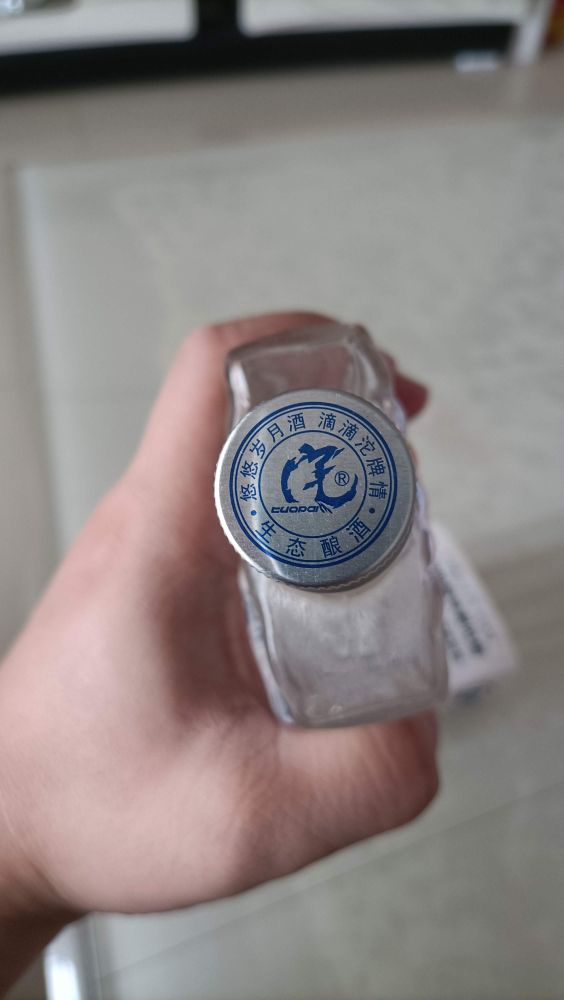 悠悠岁月酒 滴滴沱牌情
沱
®
tuopai
·生态酿酒·